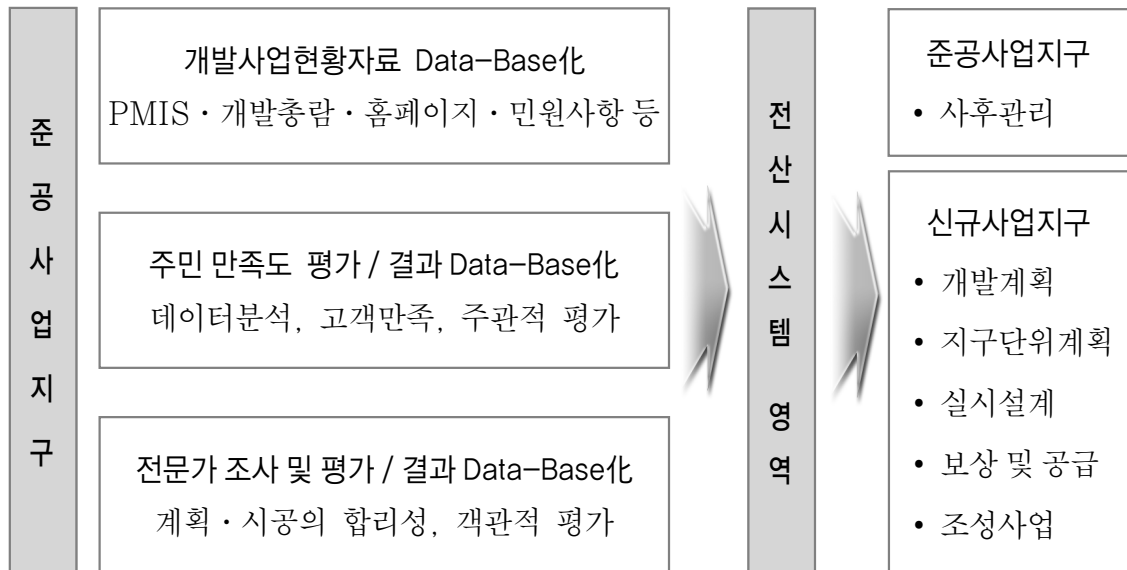 준공사업지구
개발사업현황자료 Data-Base化
PMIS · 개발총람 · 홈페이지 · 민원사항 등
주민 만족도 평가 / 결과 Data-Base化
데이터분석, 고객만족, 주관적 평가
전문가 조사 및 평가 / 결과 Data-Base化
계획 · 시공의 합리성, 객관적 평가
전산시스템 영역
준공사업지구
• 사후관리
신규사업지구
• 개발계획
• 지구단위계획
• 실시설계
• 보상 및 공급
• 조성사업